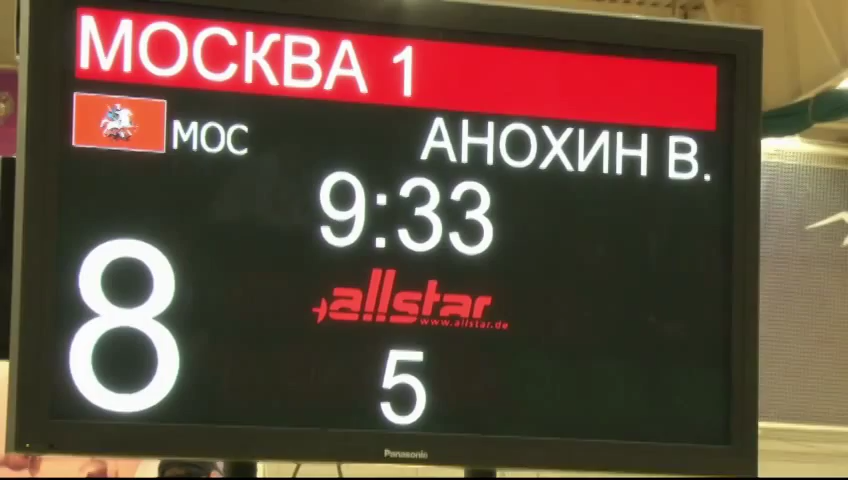 МОСКВА 1
МОС
АНОХИН В.
9:33
allstar
www.allstar.de
8
5
Panasonic